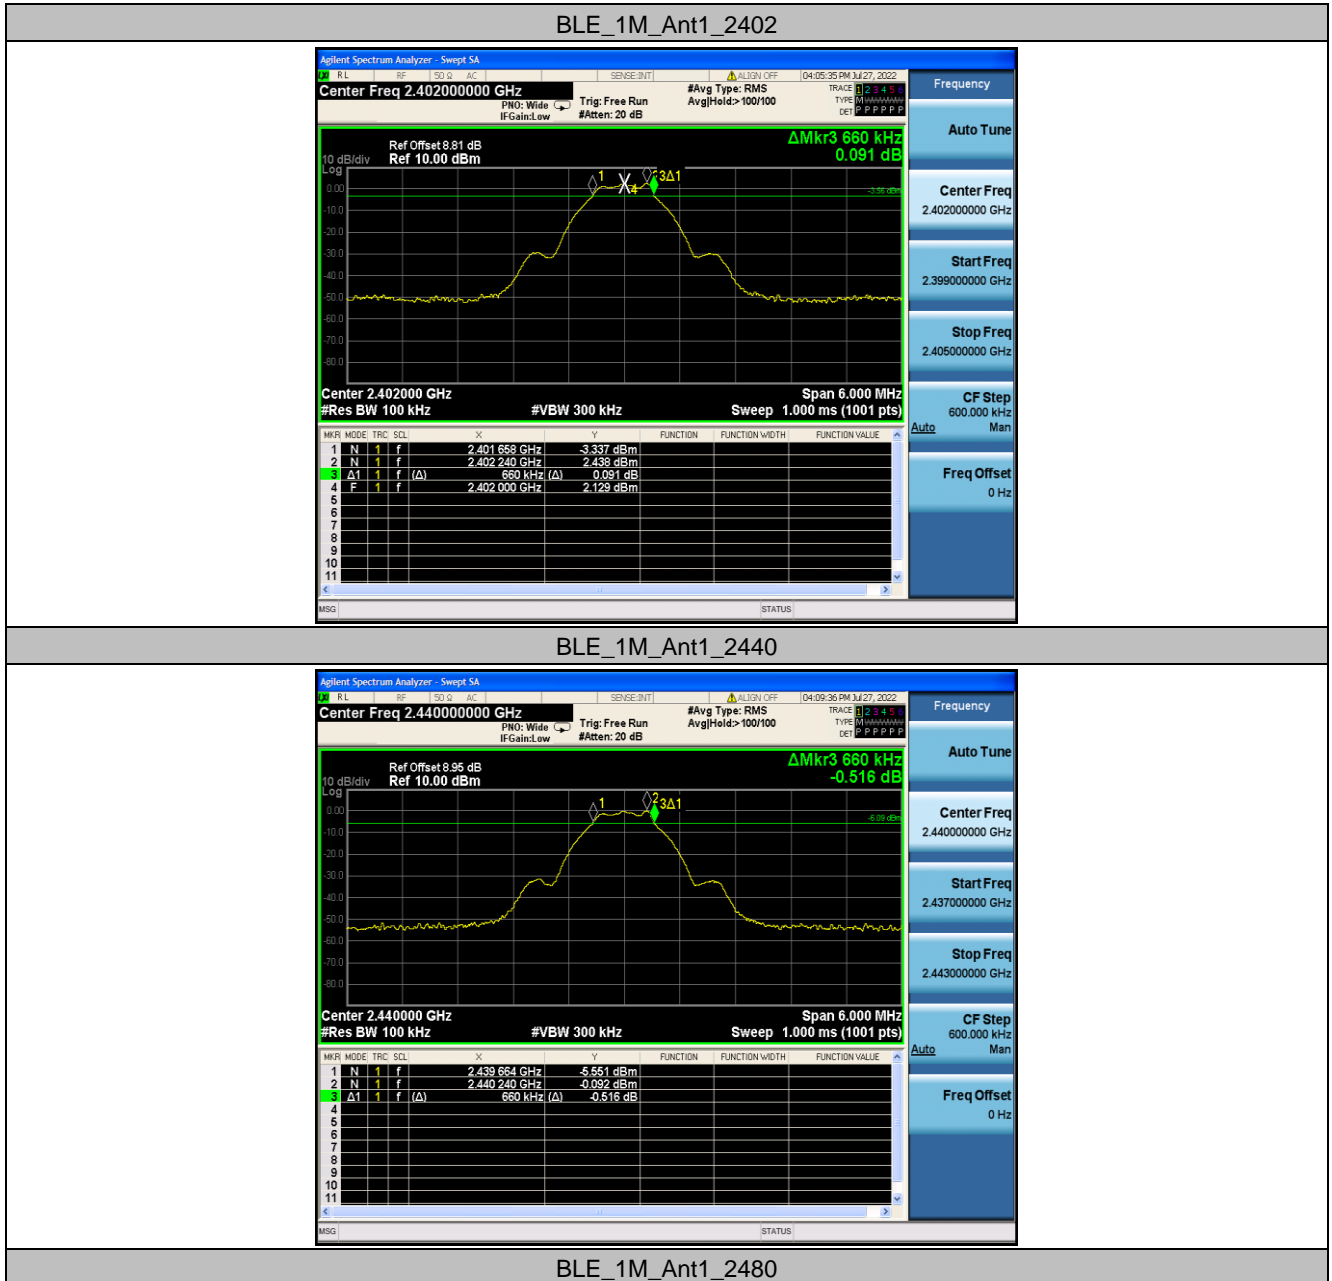 BLE_1M_Ant1_2402
Agilent Spectrum Analyzer - Swept SA
RL RF 50 Ω AC SENSE:INT ALIGN OFF 04:05:35 PM Jul 27, 2022
Center Freq 2.402000000 GHz
PNO: Wide
IFGain:Low
Trig: Free Run
#Atten: 20 dB
#Avg Type: RMS
Avg|Hold:>100/100
TRACE 1 2 3 4 5 6
TYPE M
DET P P P P P P
Frequency
Auto Tune
Center Freq
2.402000000 GHz
Start Freq
2.399000000 GHz
Stop Freq
2.405000000 GHz
CF Step
600.000 kHz
Auto Man
Freq Offset
0 Hz
ΔMkr3 660 kHz
0.091 dB
Ref Offset 8.81 dB
10 dB/div Ref 10.00 dBm
Log
1 4 3Δ1
0.00
-3.56 dBm
-10.0
-20.0
-30.0
-40.0
-50.0
-60.0
-70.0
-80.0
Center 2.402000 GHz Span 6.000 MHz
#Res BW 100 kHz #VBW 300 kHz Sweep 1.000 ms (1001 pts)
MKR MODE TRC SCL X Y FUNCTION FUNCTION WIDTH FUNCTION VALUE
1 N 1 f 2.401 658 GHz -3.337 dBm
2 N 1 f 2.402 240 GHz 2.438 dBm
3 Δ1 1 f (Δ) 660 kHz (Δ) 0.091 dB
4 F 1 f 2.402 000 GHz 2.129 dBm
5
6
7
8
9
10
11
MSG STATUS
BLE_1M_Ant1_2440
Agilent Spectrum Analyzer - Swept SA
RL RF 50 Ω AC SENSE:INT ALIGN OFF 04:09:36 PM Jul 27, 2022
Center Freq 2.440000000 GHz
PNO: Wide
IFGain:Low
Trig: Free Run
#Atten: 20 dB
#Avg Type: RMS
Avg|Hold:>100/100
TRACE 1 2 3 4 5 6
TYPE M
DET P P P P P P
Frequency
Auto Tune
Center Freq
2.440000000 GHz
Start Freq
2.437000000 GHz
Stop Freq
2.443000000 GHz
CF Step
600.000 kHz
Auto Man
Freq Offset
0 Hz
ΔMkr3 660 kHz
-0.516 dB
Ref Offset 8.95 dB
10 dB/div Ref 10.00 dBm
Log
1 2 3Δ1
0.00
-6.09 dBm
-10.0
-20.0
-30.0
-40.0
-50.0
-60.0
-70.0
-80.0
Center 2.440000 GHz Span 6.000 MHz
#Res BW 100 kHz #VBW 300 kHz Sweep 1.000 ms (1001 pts)
MKR MODE TRC SCL X Y FUNCTION FUNCTION WIDTH FUNCTION VALUE
1 N 1 f 2.439 664 GHz -5.551 dBm
2 N 1 f 2.440 240 GHz -0.092 dBm
3 Δ1 1 f (Δ) 660 kHz (Δ) -0.516 dB
4
5
6
7
8
9
10
11
MSG STATUS
BLE_1M_Ant1_2480